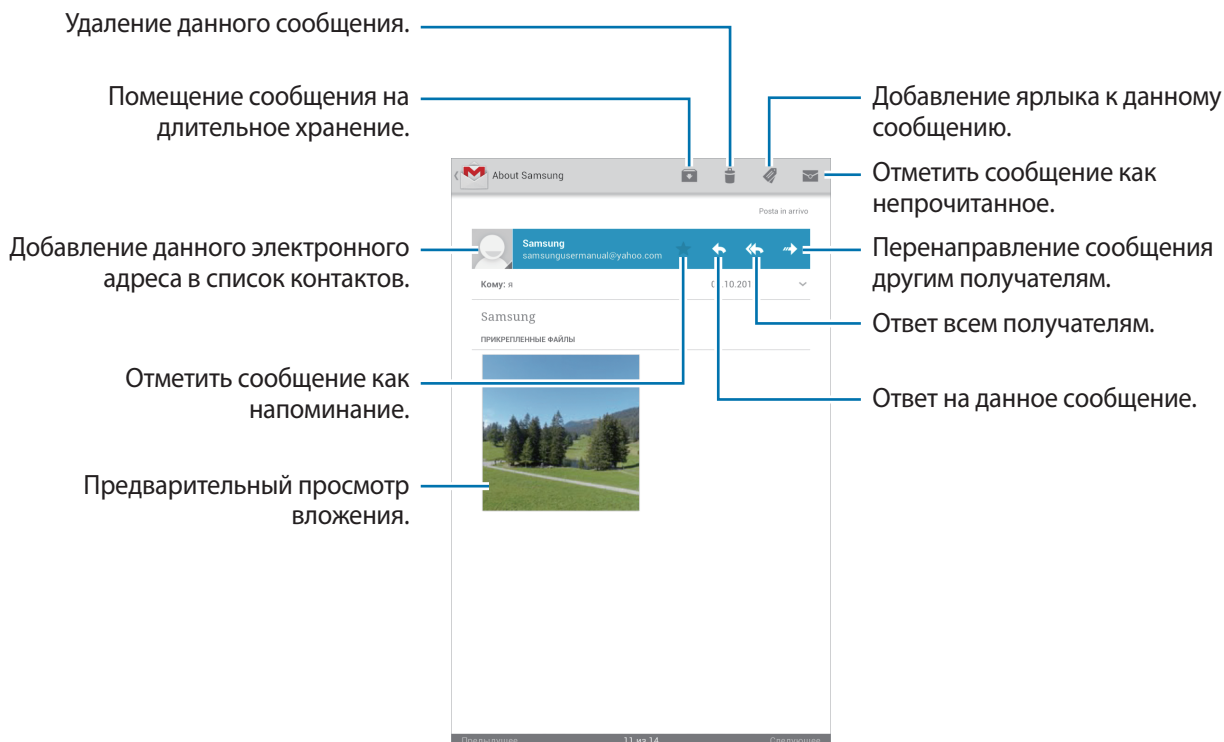 Удаление данного сообщения.
Помещение сообщения на
длительное хранение.
Добавление ярлыка к данному
сообщению.
About Samsung
Отметить сообщение как
непрочитанное.
Posta in arrivo
Добавление данного электронного
адреса в список контактов.
Samsung
samsungusermanual@yahoo.com
Перенаправление сообщения
другим получателям.
Кому: я
Ответ всем получателям.
Samsung
ПРИКРЕПЛЕННЫЕ ФАЙЛЫ
Отметить сообщение как
напоминание.
Ответ на данное сообщение.
Предварительный просмотр
вложения.
Предыдущее 11 из 14 Следующее